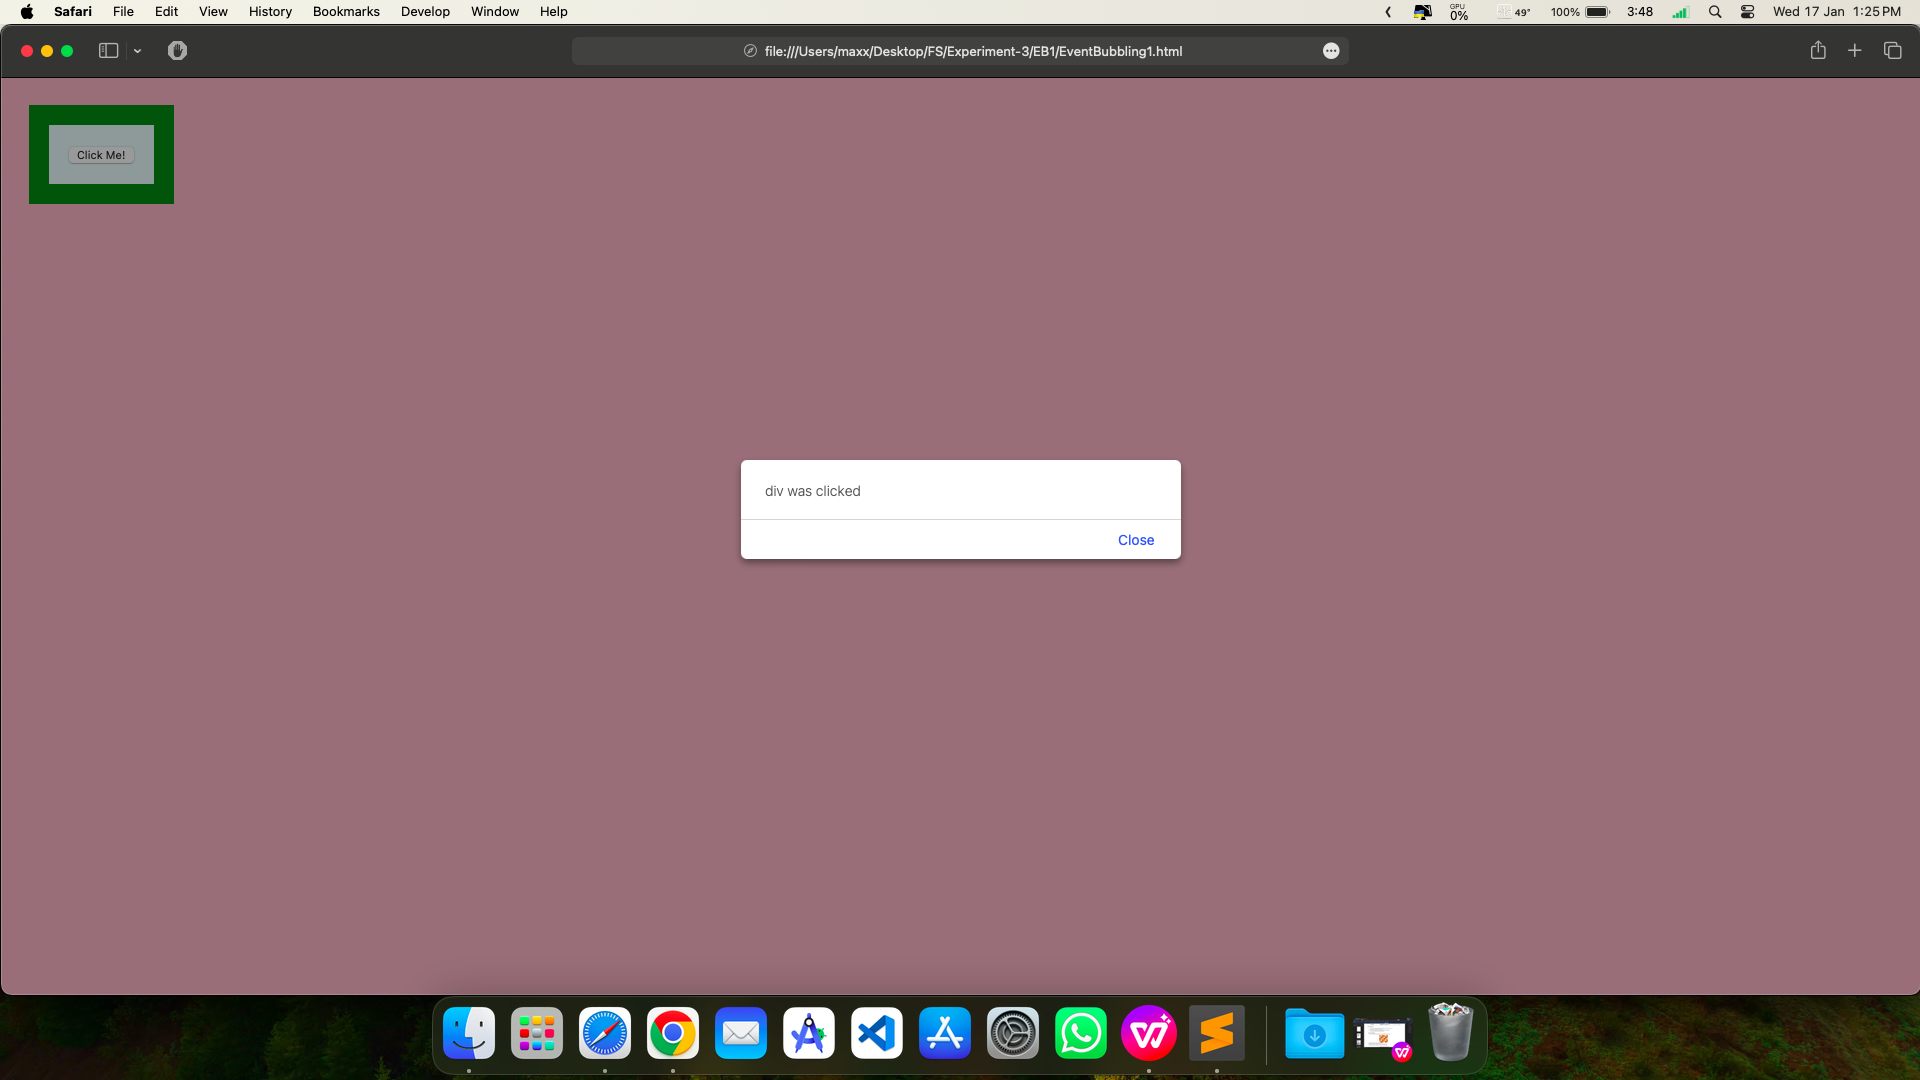 Safari File Edit View History Bookmarks Develop Window Help GPU 0% 49° 100% 3:48 Wed 17 Jan 1:25 PM
file:///Users/maxx/Desktop/FS/Experiment-3/EB1/EventBubbling1.html
Click Me!
div was clicked
Close